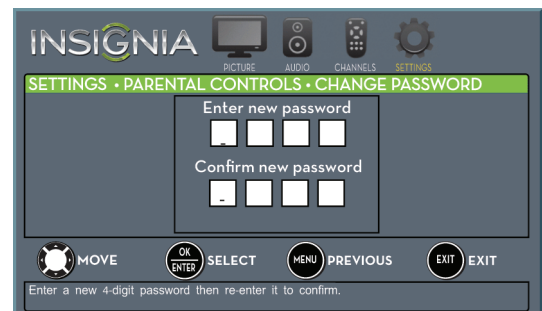 INSIGNIA
PICTURE AUDIO CHANNELS SETTINGS
SETTINGS • PARENTAL CONTROLS • CHANGE PASSWORD
Enter new password
_
Confirm new password
-
MOVE OK ENTER SELECT MENU PREVIOUS EXIT EXIT
Enter a new 4-digit password then re-enter it to confirm.